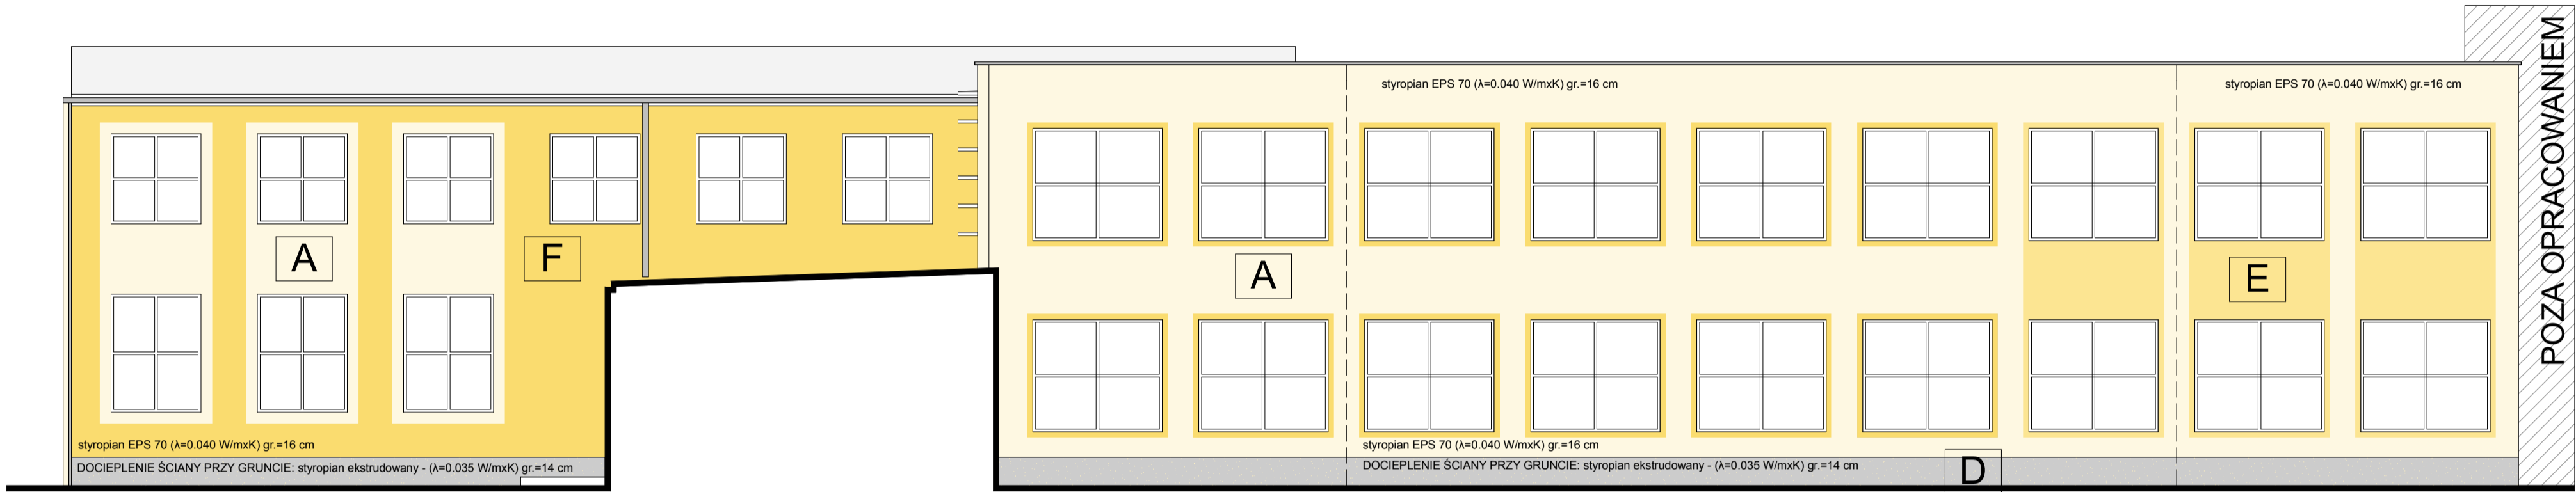 styropian EPS 70 (λ=0.040 W/mxK) gr.=16 cm
styropian EPS 70 (λ=0.040 W/mxK) gr.=16 cm
POZA OPRACOWANIEM
A
F
A
E
styropian EPS 70 (λ=0.040 W/mxK) gr.=16 cm
styropian EPS 70 (λ=0.040 W/mxK) gr.=16 cm
DOCIEPLENIE ŚCIANY PRZY GRUNCIE: styropian ekstrudowany - (λ=0.035 W/mxK) gr.=14 cm
DOCIEPLENIE ŚCIANY PRZY GRUNCIE: styropian ekstrudowany - (λ=0.035 W/mxK) gr.=14 cm
D